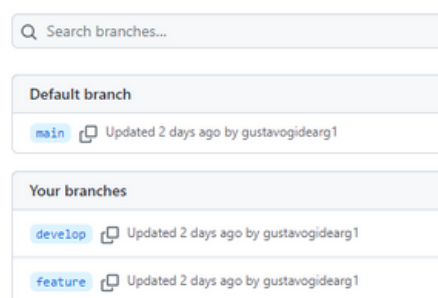 Search branches...
Default branch
main Updated 2 days ago by gustavogidearg1
Your branches
develop Updated 2 days ago by gustavogidearg1
feature Updated 2 days ago by gustavogidearg1